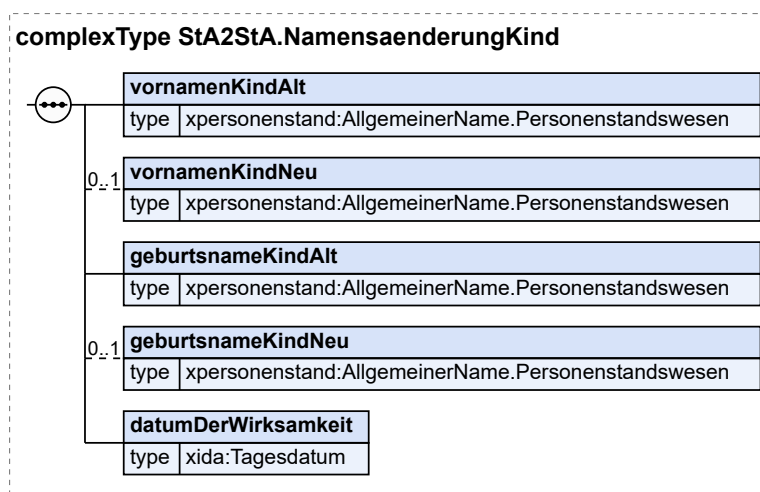 complexType StA2StA.NamensaenderungKind
vornamenKindAlt
type xpersonenstand:AllgemeinerName.Personenstandswesen
0..1 vornamenKindNeu
type xpersonenstand:AllgemeinerName.Personenstandswesen
geburtsnameKindAlt
type xpersonenstand:AllgemeinerName.Personenstandswesen
0..1 geburtsnameKindNeu
type xpersonenstand:AllgemeinerName.Personenstandswesen
datumDerWirksamkeit
type xida:Tagesdatum